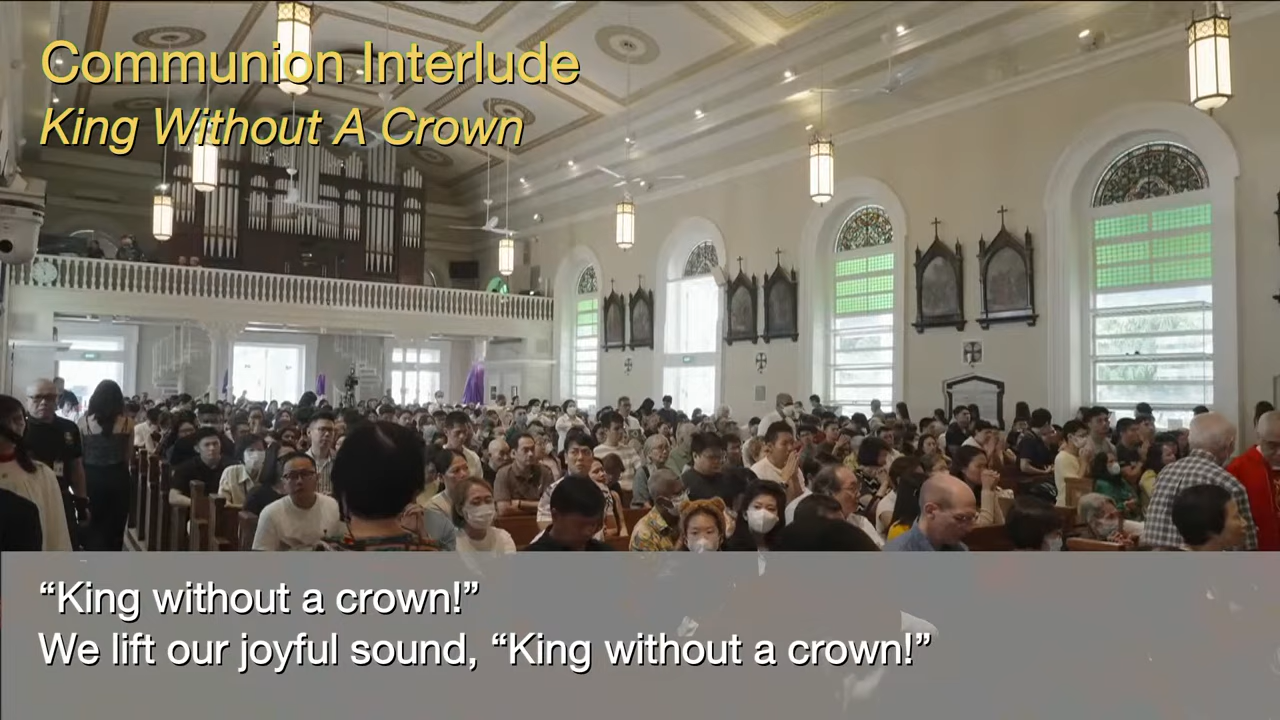 Communion Interlude
King Without A Crown
“King without a crown!”
We lift our joyful sound, “King without a crown!”